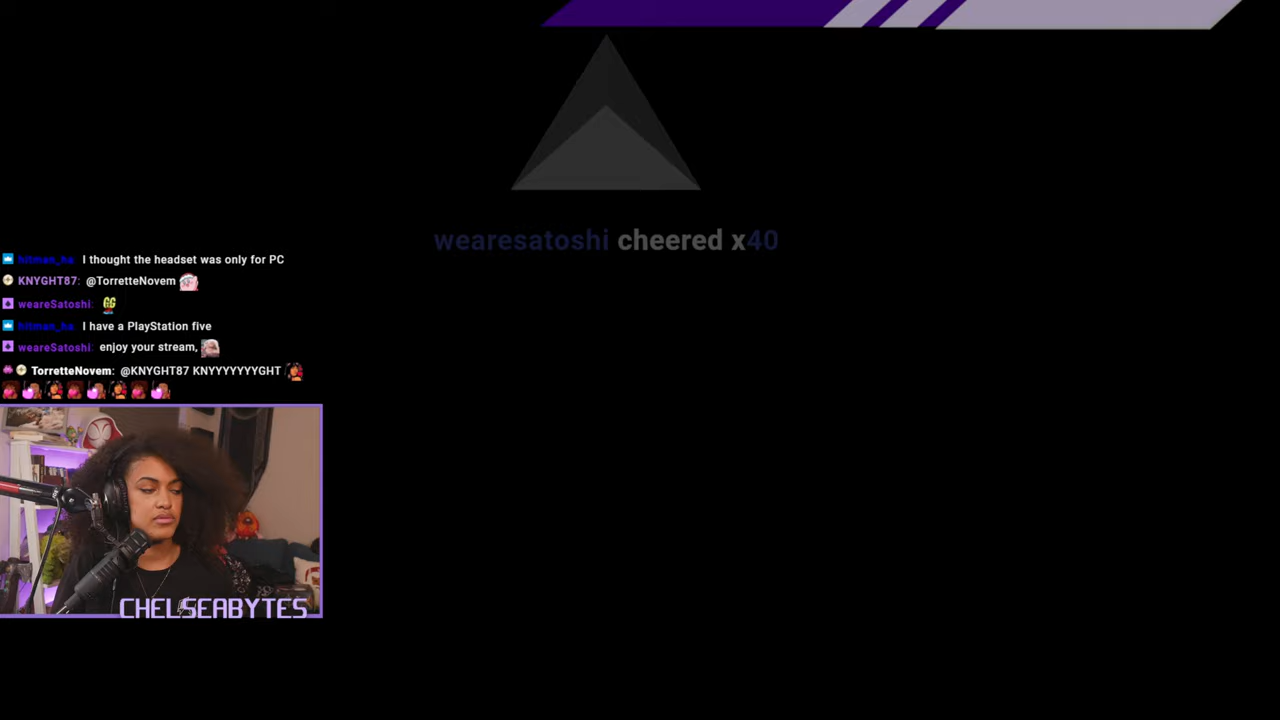 wearesatoshi cheered x40
hitman_ha I thought the headset was only for PC
KNYGHT87: @TorretteNovem
weareSatoshi:
hitman_ha I have a PlayStation five
weareSatoshi: enjoy your stream,
TorretteNovem: @KNYGHT87 KNYYYYYYYGHT
CHELSEABYTES